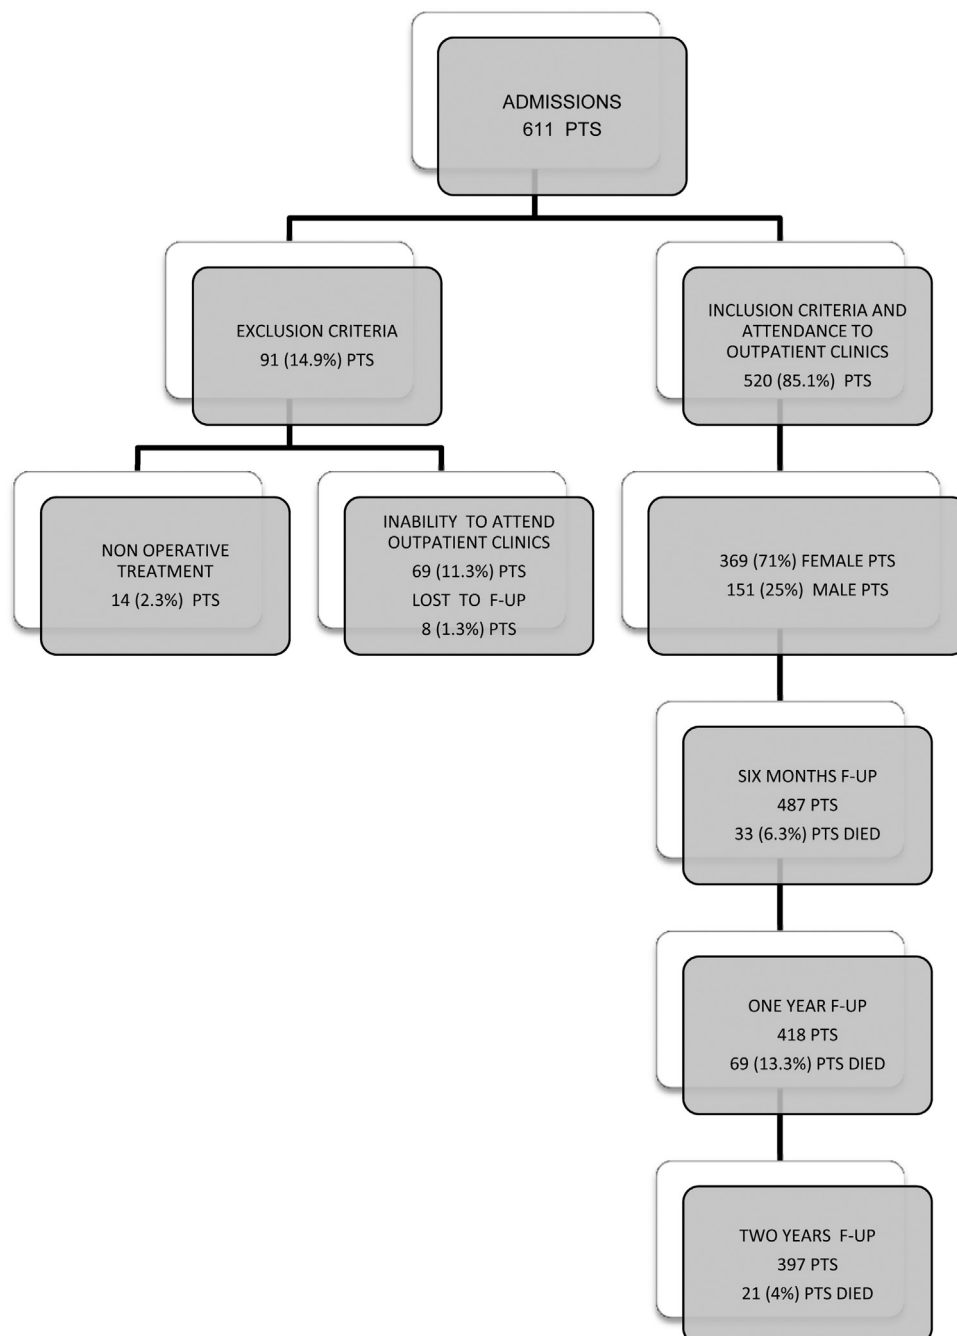 ADMISSIONS
611 PTS
EXCLUSION CRITERIA
91 (14.9%) PTS
INCLUSION CRITERIA AND
ATTENDANCE TO
OUTPATIENT CLINICS
520 (85.1%) PTS
NON OPERATIVE
TREATMENT
14 (2.3%) PTS
INABILITY TO ATTEND
OUTPATIENT CLINICS
69 (11.3%) PTS
LOST TO F-UP
8 (1.3%) PTS
369 (71%) FEMALE PTS
151 (25%) MALE PTS
SIX MONTHS F-UP
487 PTS
33 (6.3%) PTS DIED
ONE YEAR F-UP
418 PTS
69 (13.3%) PTS DIED
TWO YEARS F-UP
397 PTS
21 (4%) PTS DIED